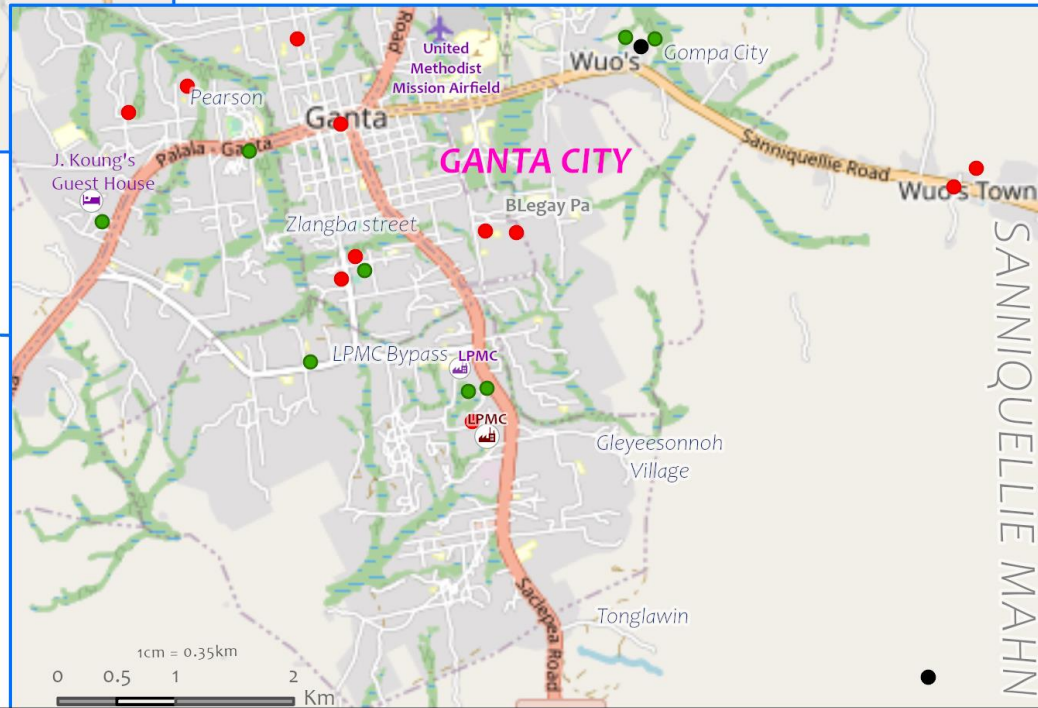 Road
United
Methodist
Mission Airfield
Wuo's
Gompa City
Pearson
Ganta
Palala - Ganta
GANTA CITY
Sanniquellie Road
J. Koung's
Guest House
Wuo's Town
BLegay Pa
Zlangba street
SANNIQUELLIE MAHN
LPMC Bypass
LPMC
LPMC
Gleyeesonnoh
Village
Saclepea Road
Tonglawin
1cm = 0.35km
0 0.5 1 2
Km